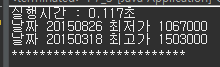 실행시간 : 0.117초
날짜 20150826 최저가 1067000
날짜 20150318 최고가 1503000
**************************